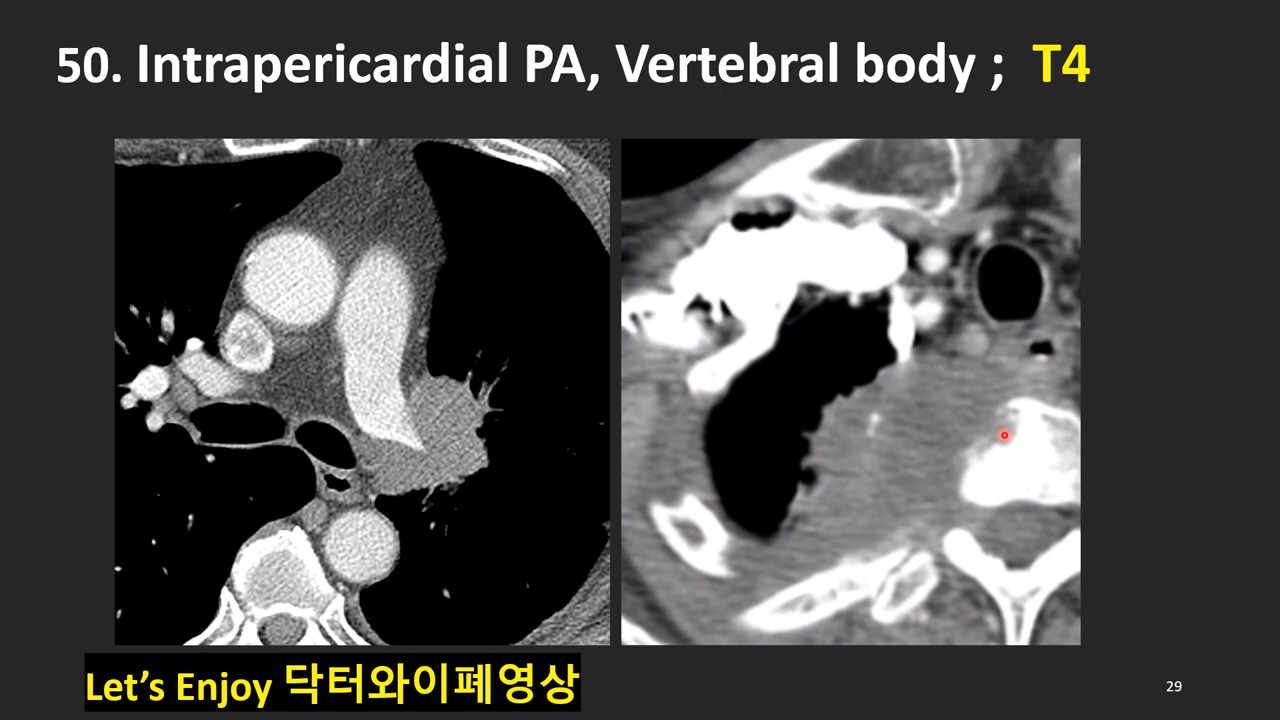 50. Intrapericardial PA, Vertebral body ; T4
Let's Enjoy 닥터와이폐영상
29